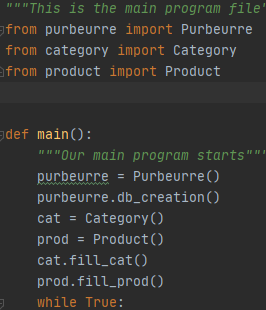 """This is the main program file"
from purbeurre import Purbeurre
from category import Category
from product import Product
def main():
"""Our main program starts"""
purbeurre = Purbeurre()
purbeurre.db_creation()
cat = Category()
prod = Product()
cat.fill_cat()
prod.fill_prod()
while True: